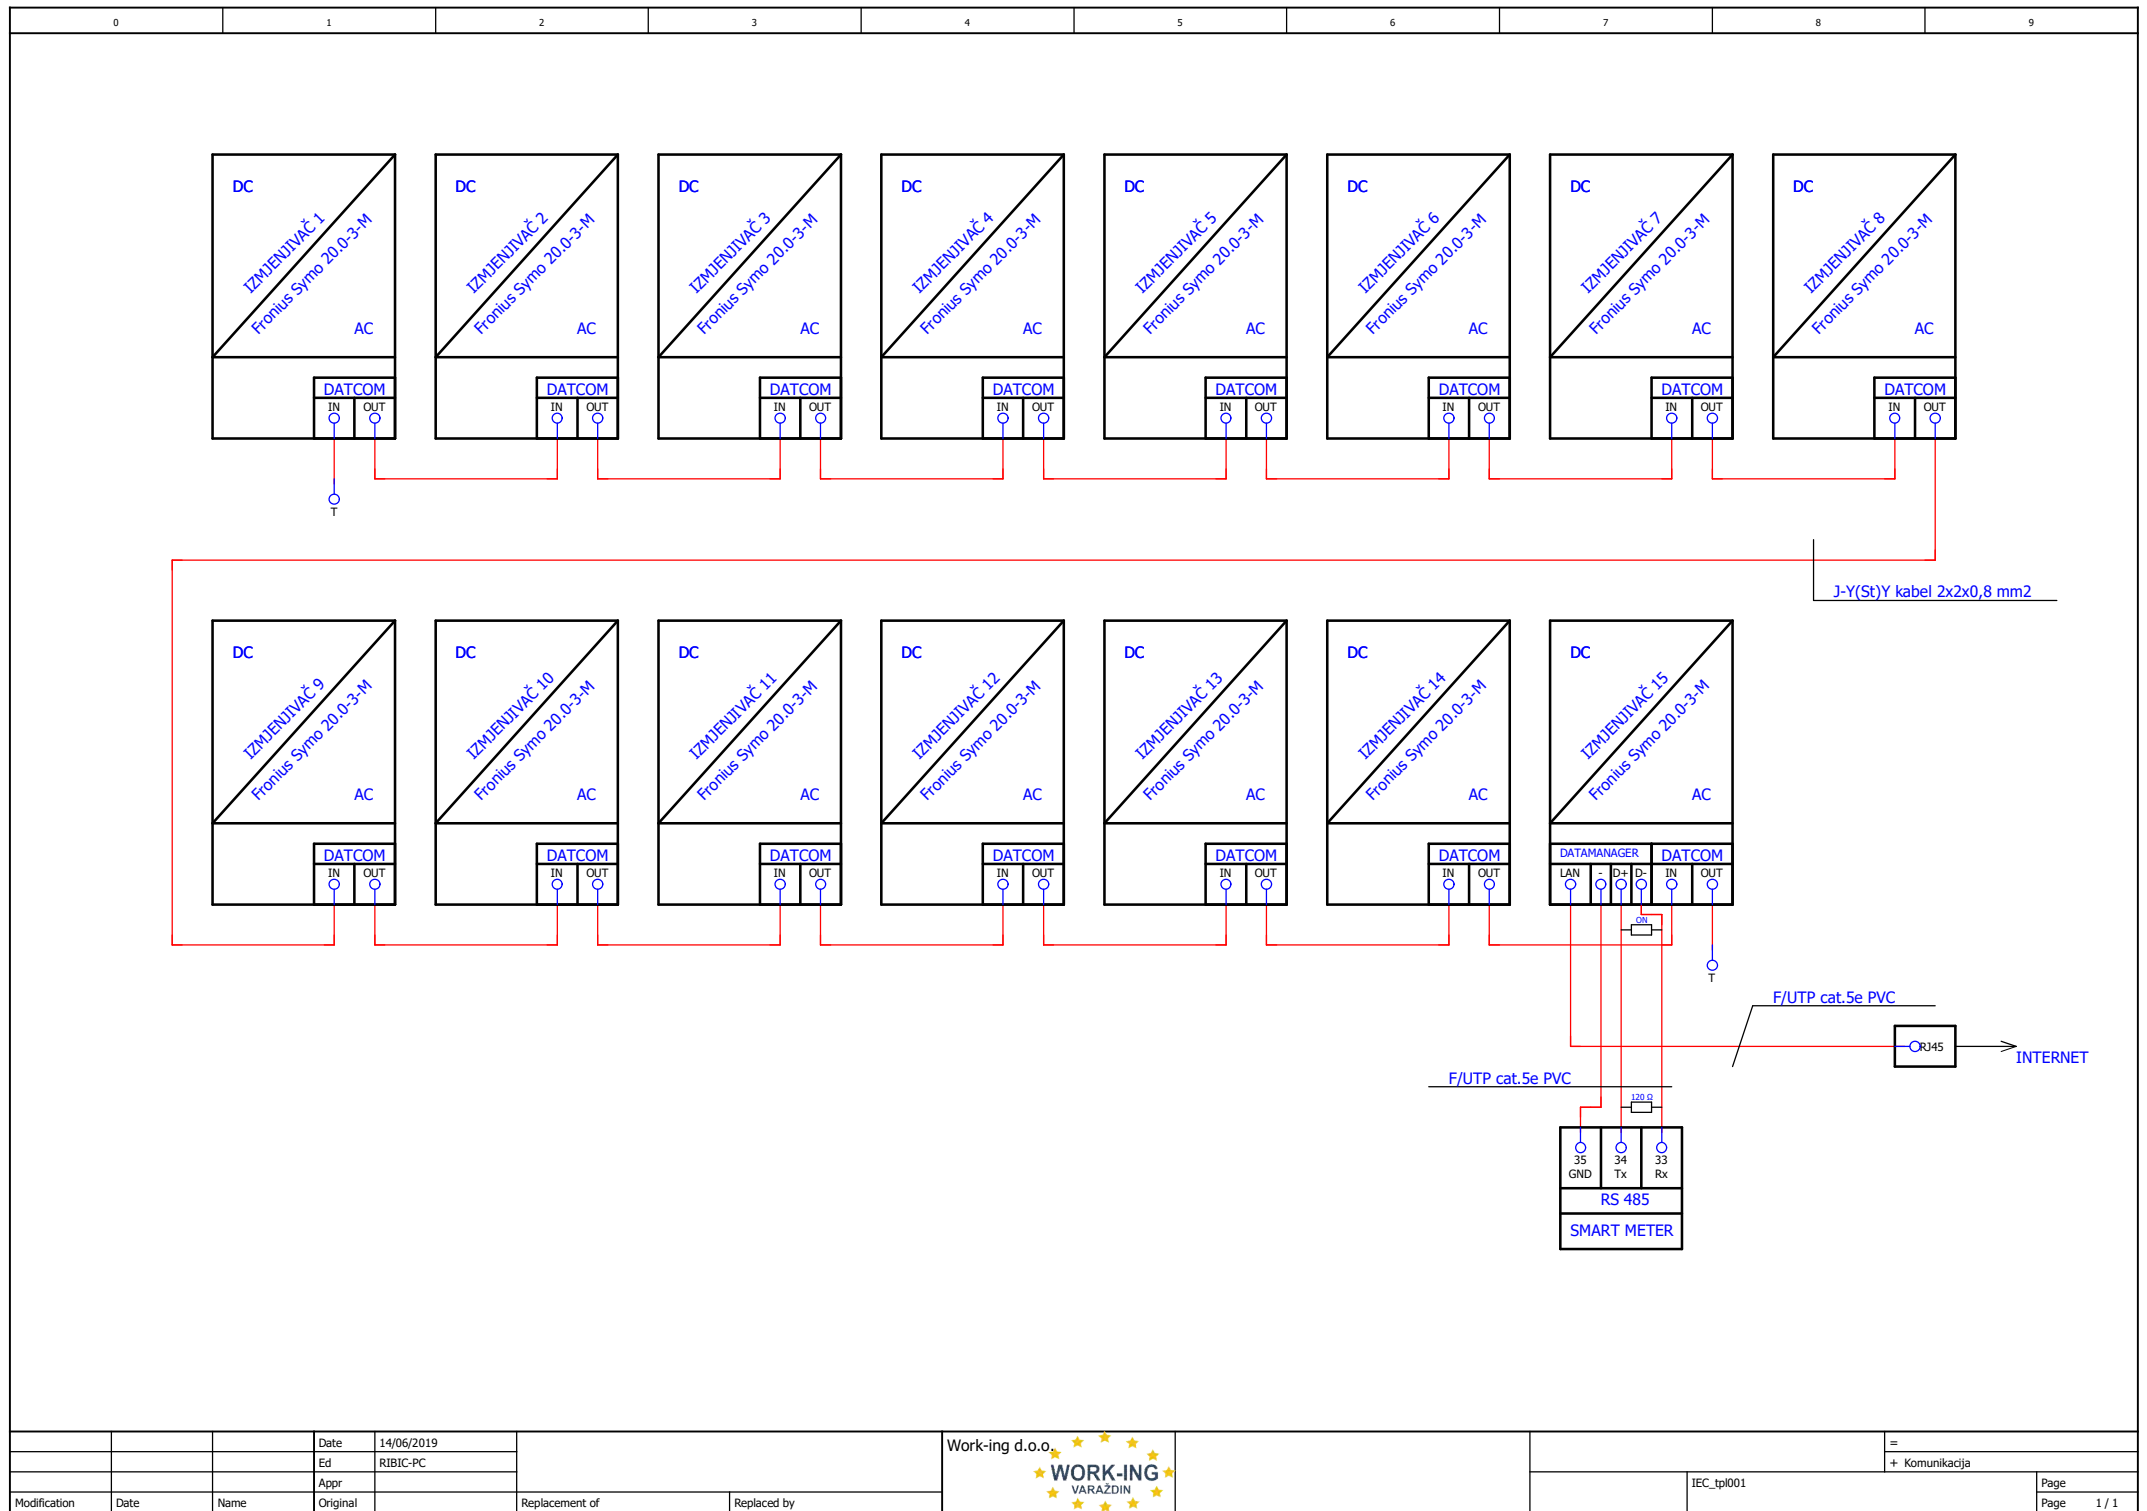 0 1 2 3 4 5 6 7 8 9
DC DC DC DC DC DC DC DC
IZMJENJIVAČ 1 IZMJENJIVAČ 2 IZMJENJIVAČ 3 IZMJENJIVAČ 4 IZMJENJIVAČ 5 IZMJENJIVAČ 6 IZMJENJIVAČ 7 IZMJENJIVAČ 8
Fronius Symo 20.0-3-M Fronius Symo 20.0-3-M Fronius Symo 20.0-3-M Fronius Symo 20.0-3-M Fronius Symo 20.0-3-M Fronius Symo 20.0-3-M Fronius Symo 20.0-3-M Fronius Symo 20.0-3-M
AC AC AC AC AC AC AC AC
DATCOM DATCOM DATCOM DATCOM DATCOM DATCOM DATCOM DATCOM
IN OUT IN OUT IN OUT IN OUT IN OUT IN OUT IN OUT IN OUT
T
J-Y(St)Y kabel 2x2x0,8 mm2
DC DC DC DC DC DC DC
IZMJENJIVAČ 9 IZMJENJIVAČ 10 IZMJENJIVAČ 11 IZMJENJIVAČ 12 IZMJENJIVAČ 13 IZMJENJIVAČ 14 IZMJENJIVAČ 15
Fronius Symo 20.0-3-M Fronius Symo 20.0-3-M Fronius Symo 20.0-3-M Fronius Symo 20.0-3-M Fronius Symo 20.0-3-M Fronius Symo 20.0-3-M Fronius Symo 20.0-3-M
AC AC AC AC AC AC AC
DATCOM DATCOM DATCOM DATCOM DATCOM DATCOM DATAMANAGER DATCOM
IN OUT IN OUT IN OUT IN OUT IN OUT IN OUT LAN - D+ D- IN OUT
ON
T
F/UTP cat.5e PVC
RJ45
INTERNET
F/UTP cat.5e PVC
120 Ω
35 34 33
GND Tx Rx
RS 485
SMART METER
Date 14/06/2019
Ed RIBIC-PC
Appr
Modification Date Name Original Replacement of Replaced by
Work-ing d.o.o.
WORK-ING
VARAŽDIN
=
+ Komunikacija
IEC_tpl001
Page
Page 1 / 1